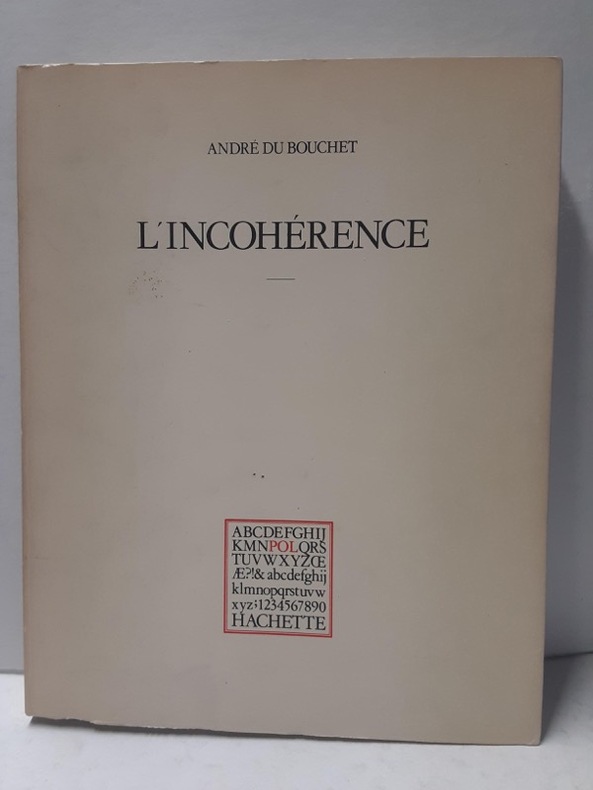 ANDRÉ DU BOUCHET
L'INCOHÉRENCE
ABCDEFGHIJ
KMNPOLQRS
TUVWXYZŒ
Æ?!& abcdefghij
klmnopqrstuvw
xyz;1234567890
HACHETTE